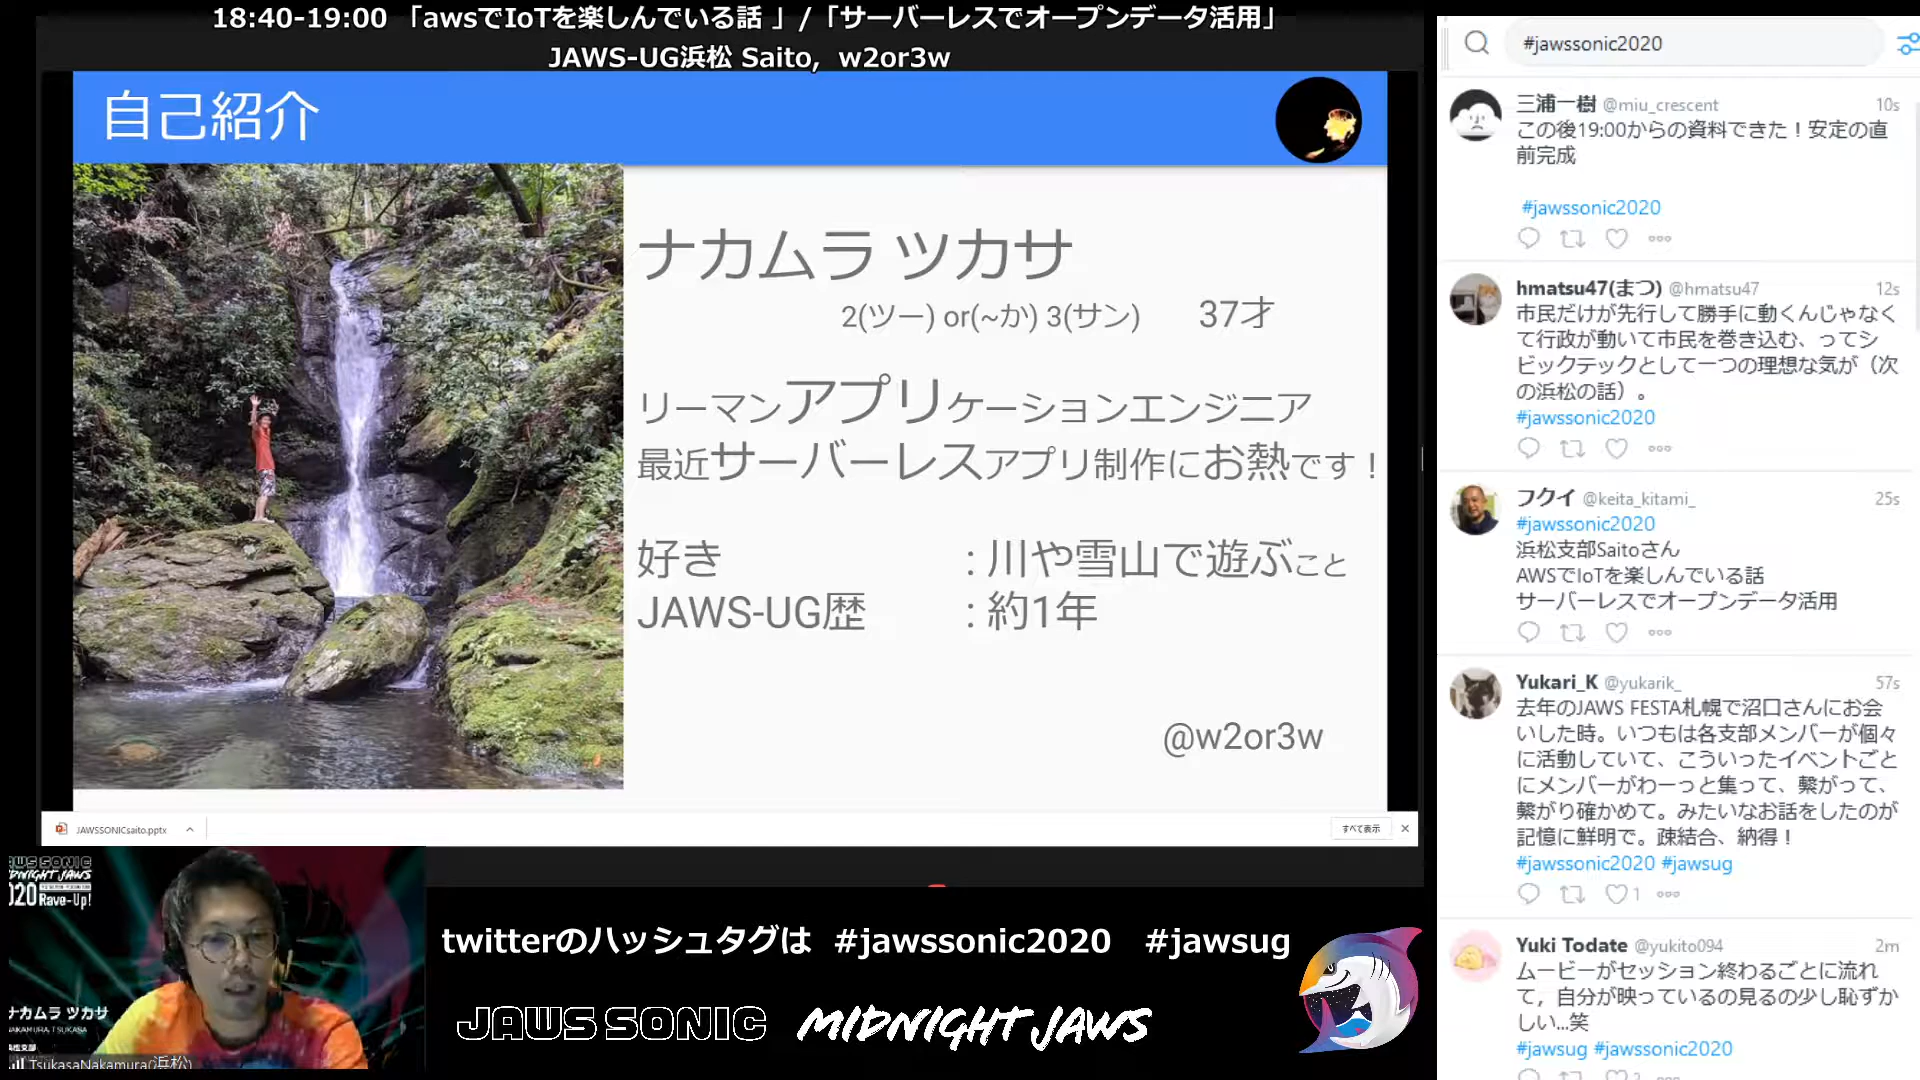 18:40-19:00 「awsでIoTを楽しんでいる話 」/「サーバーレスでオープンデータ活用」
JAWS-UG浜松 Saito, w2or3w
自己紹介
ナカムラ ツカサ
2(ツー) or(~か) 3(サン) 37才
リーマンアプリケーションエンジニア
最近サーバーレスアプリ制作にお熱です！
好き : 川や雪山で遊ぶこと
JAWS-UG歴 : 約1年
@w2or3w
JAWSSONICsaito.pptx
すべて表示
JAWS SONIC
MIDNIGHT JAWS
2020 Rave-Up!
ナカムラ ツカサ
NAKAMURA TSUKASA
浜松支部
TsukasaNakamura(浜松)
twitterのハッシュタグは #jawssonic2020 #jawsug
JAWS SONIC MIDNIGHT JAWS
#jawssonic2020
三浦一樹 @miu_crescent 10s
この後19:00からの資料できた！安定の直
前完成
#jawssonic2020
hmatsu47(まつ) @hmatsu47 12s
市民だけが先行して勝手に動くんじゃなく
て行政が動いて市民を巻き込む、ってシ
ビックテックとして一つの理想な気が（次
の浜松の話）。
#jawssonic2020
フクイ @keita_kitami_ 25s
#jawssonic2020
浜松支部Saitoさん
AWSでIoTを楽しんでいる話
サーバーレスでオープンデータ活用
Yukari_K @yukarik_ 57s
去年のJAWS FESTA札幌で沼口さんにお会
いした時。いつもは各支部メンバーが個々
に活動していて、こういったイベントごと
にメンバーがわーっと集って、繋がって、
繋がり確かめて。みたいなお話をしたのが
記憶に鮮明で。疎結合、納得！
#jawssonic2020 #jawsug
1
Yuki Todate @yukito094 2m
ムービーがセッション終わるごとに流れ
て，自分が映っているの見るの少し恥ずか
しい...笑
#jawsug #jawssonic2020